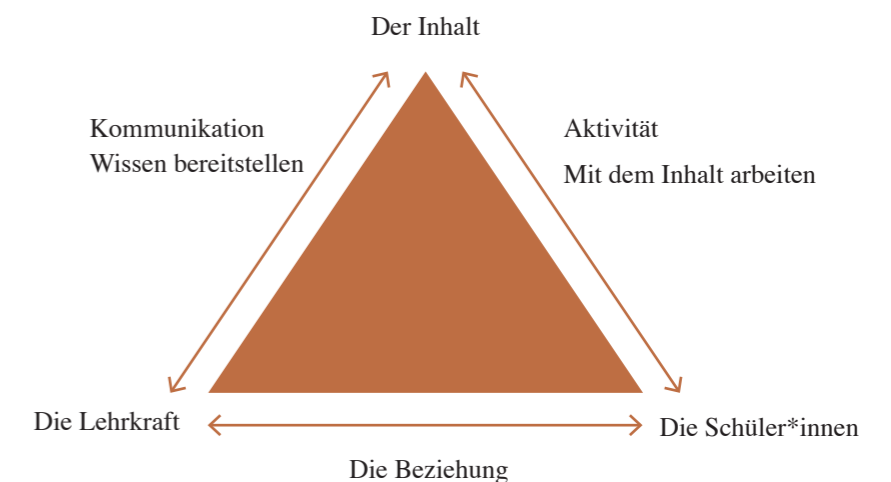 Der Inhalt
Kommunikation
Wissen bereitstellen
Aktivität
Mit dem Inhalt arbeiten
Die Lehrkraft
Die Schüler*innen
Die Beziehung